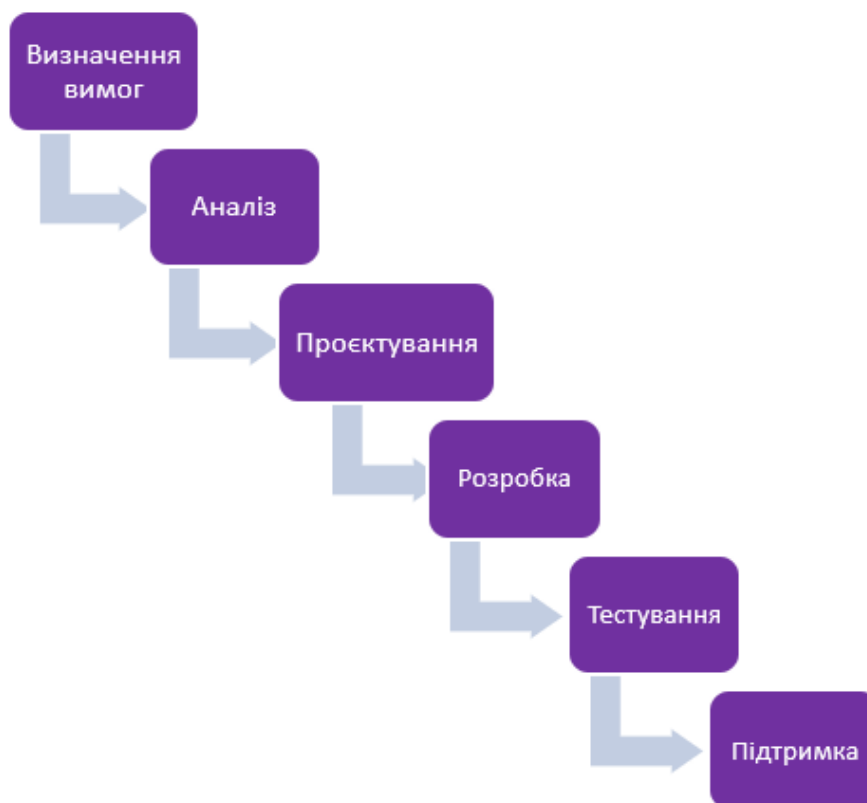 Визначення
вимог
Аналіз
Проєктування
Розробка
Тестування
Підтримка